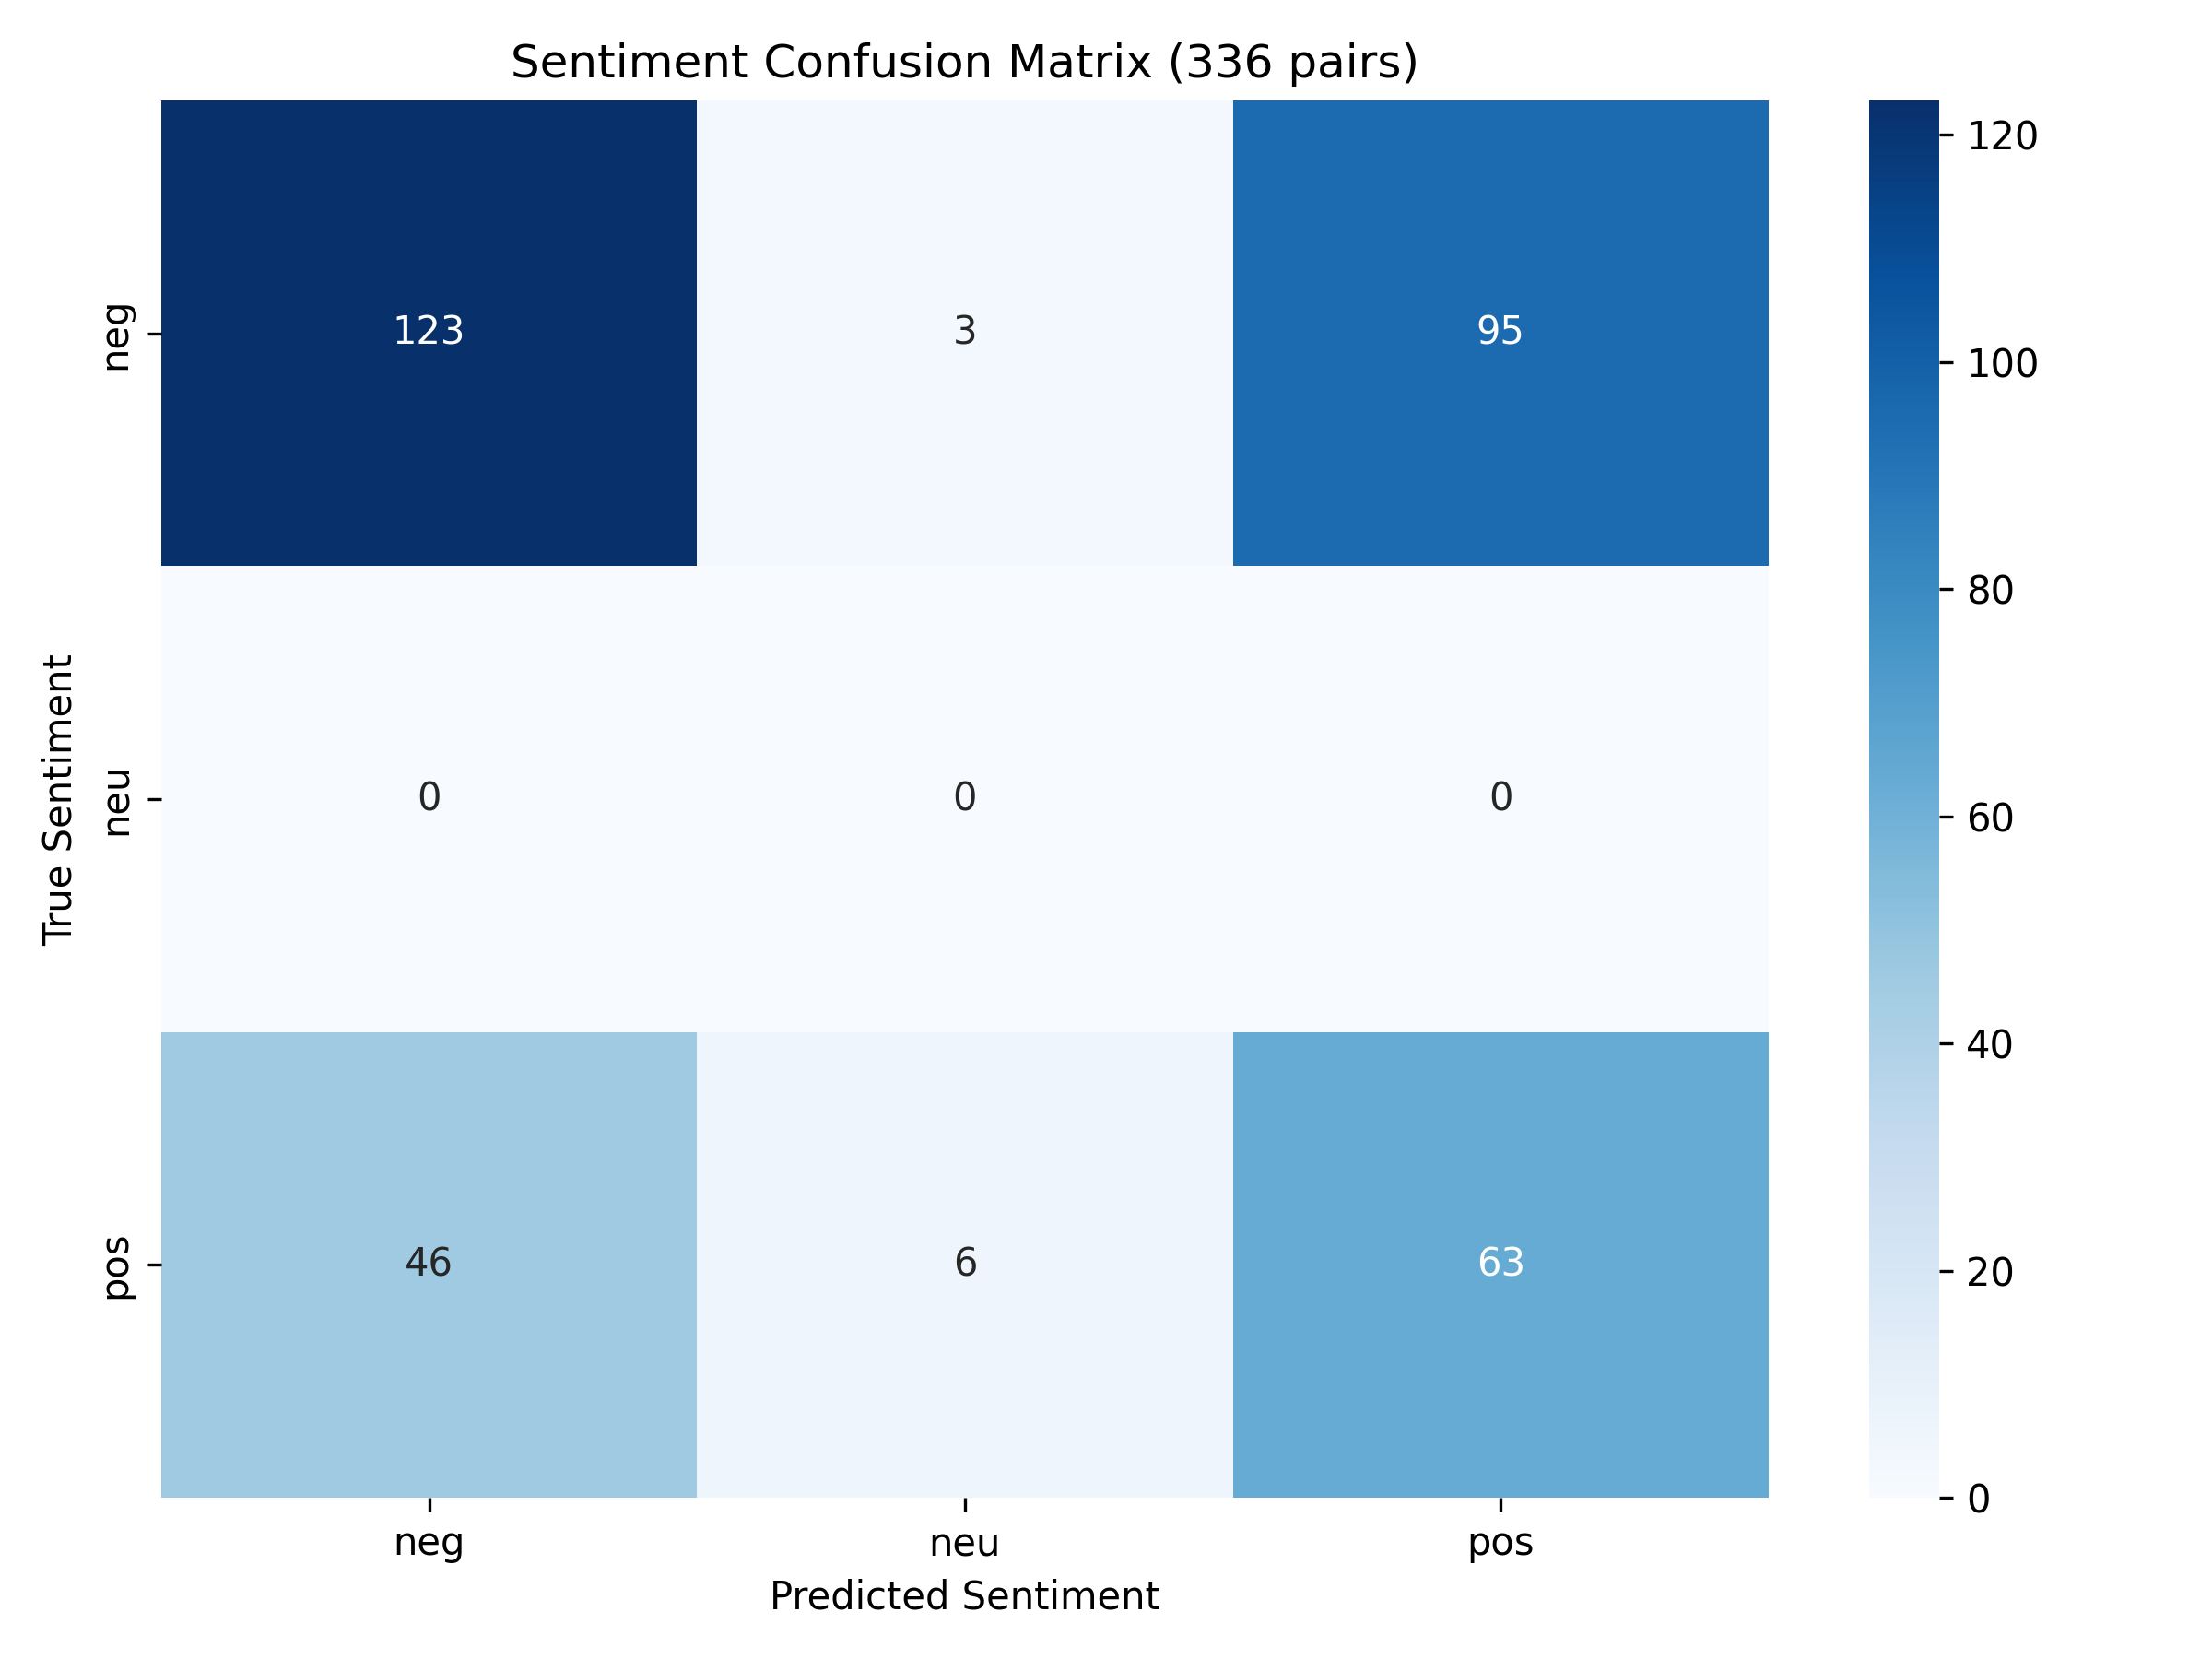 Sentiment Confusion Matrix (336 pairs)
True Sentiment
neg
123
3
95
neu
0
0
0
pos
46
6
63
neg
neu
pos
Predicted Sentiment
120
100
80
60
40
20
0